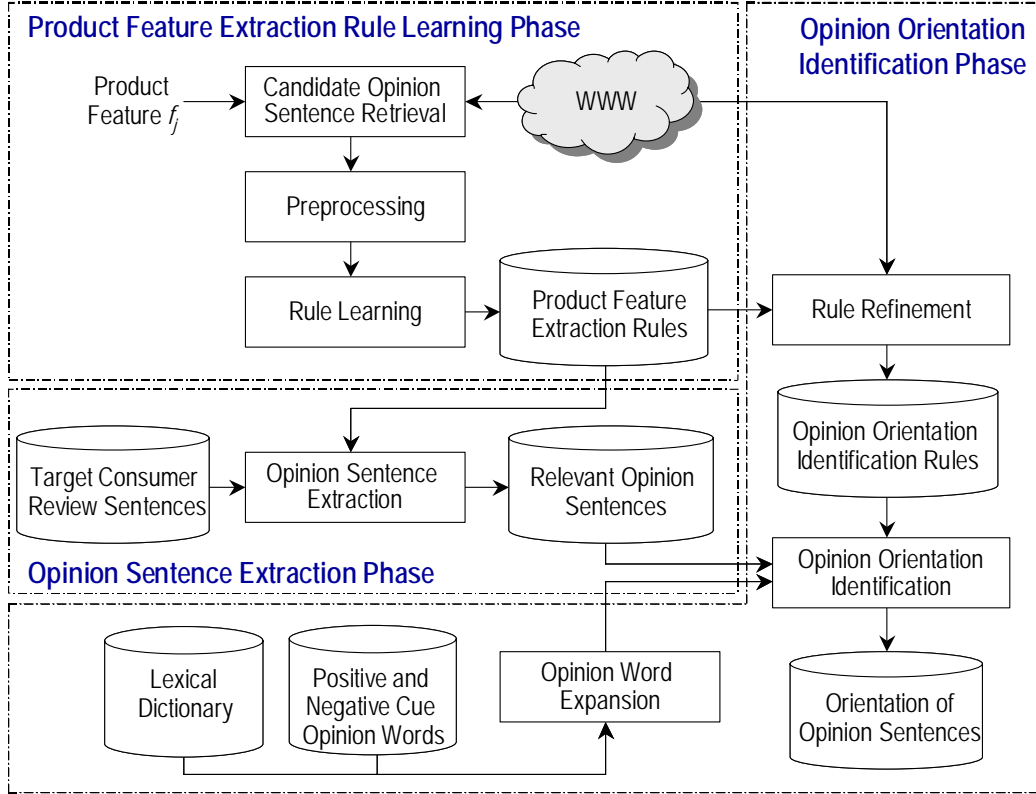 Product Feature Extraction Rule Learning Phase
Opinion Orientation
Identification Phase
Product
Feature fj
Candidate Opinion
Sentence Retrieval
WWW
Preprocessing
Rule Learning
Product Feature
Extraction Rules
Rule Refinement
Target Consumer
Review Sentences
Opinion Sentence
Extraction
Relevant Opinion
Sentences
Opinion Orientation
Identification Rules
Opinion Sentence Extraction Phase
Opinion Orientation
Identification
Lexical
Dictionary
Positive and
Negative Cue
Opinion Words
Opinion Word
Expansion
Orientation of
Opinion Sentences